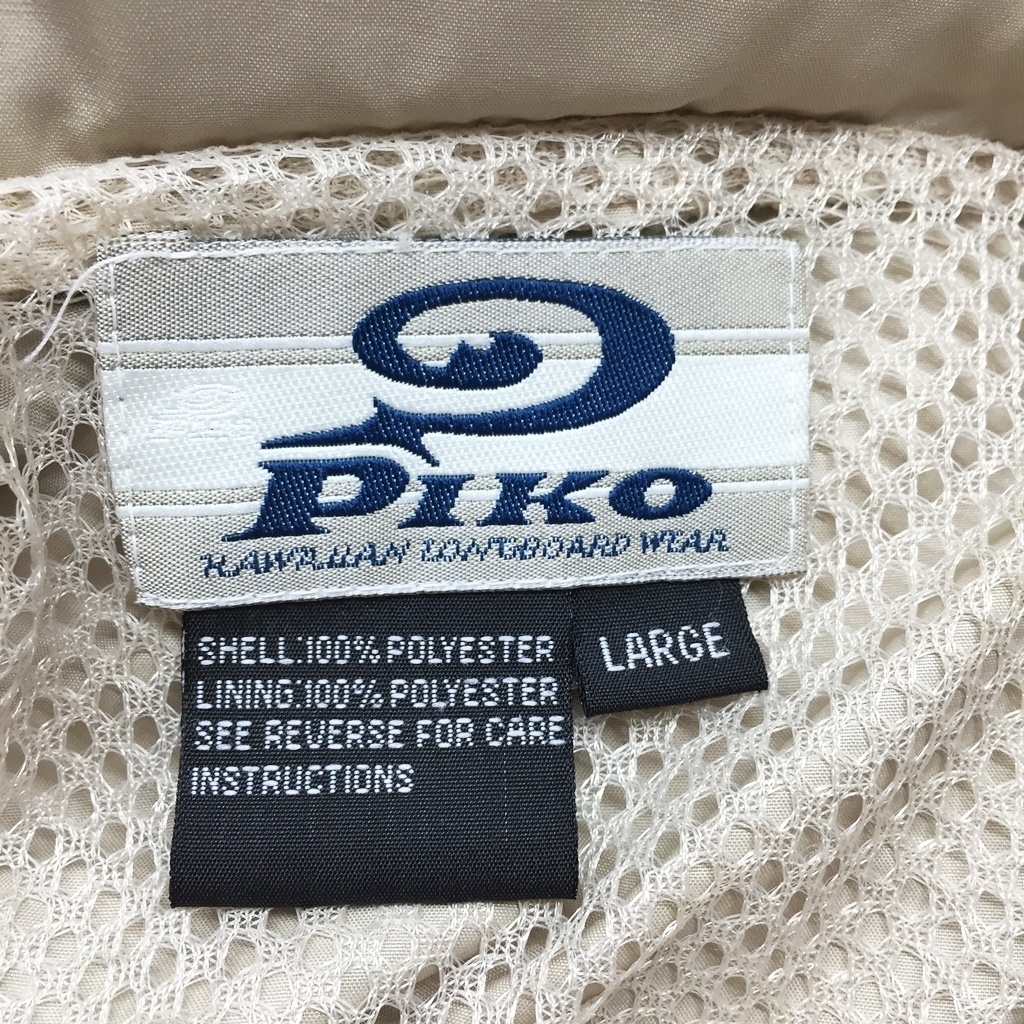 PIKO
HAWAIIAN LONGBOARD WEAR
SHELL:100% POLYESTER
LINING:100% POLYESTER
SEE REVERSE FOR CARE
INSTRUCTIONS
LARGE